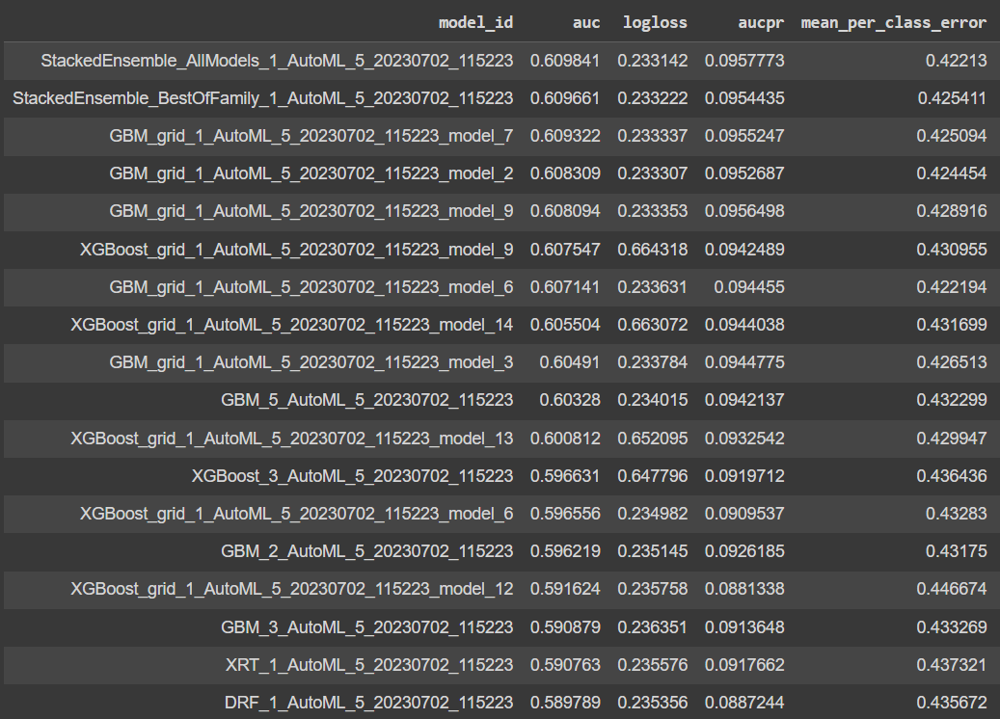 model_id auc logloss aucpr mean_per_class_error
StackedEnsemble_AllModels_1_AutoML_5_20230702_115223 0.609841 0.233142 0.0957773 0.42213
StackedEnsemble_BestOfFamily_1_AutoML_5_20230702_115223 0.609661 0.233222 0.0954435 0.425411
GBM_grid_1_AutoML_5_20230702_115223_model_7 0.609322 0.233337 0.0955247 0.425094
GBM_grid_1_AutoML_5_20230702_115223_model_2 0.608309 0.233307 0.0952687 0.424454
GBM_grid_1_AutoML_5_20230702_115223_model_9 0.608094 0.233353 0.0956498 0.428916
XGBoost_grid_1_AutoML_5_20230702_115223_model_9 0.607547 0.664318 0.0942489 0.430955
GBM_grid_1_AutoML_5_20230702_115223_model_6 0.607141 0.233631 0.094455 0.422194
XGBoost_grid_1_AutoML_5_20230702_115223_model_14 0.605504 0.663072 0.0944038 0.431699
GBM_grid_1_AutoML_5_20230702_115223_model_3 0.60491 0.233784 0.0944775 0.426513
GBM_5_AutoML_5_20230702_115223 0.60328 0.234015 0.0942137 0.432299
XGBoost_grid_1_AutoML_5_20230702_115223_model_13 0.600812 0.652095 0.0932542 0.429947
XGBoost_3_AutoML_5_20230702_115223 0.596631 0.647796 0.0919712 0.436436
XGBoost_grid_1_AutoML_5_20230702_115223_model_6 0.596556 0.234982 0.0909537 0.43283
GBM_2_AutoML_5_20230702_115223 0.596219 0.235145 0.0926185 0.43175
XGBoost_grid_1_AutoML_5_20230702_115223_model_12 0.591624 0.235758 0.0881338 0.446674
GBM_3_AutoML_5_20230702_115223 0.590879 0.236351 0.0913648 0.433269
XRT_1_AutoML_5_20230702_115223 0.590763 0.235576 0.0917662 0.437321
DRF_1_AutoML_5_20230702_115223 0.589789 0.235356 0.0887244 0.435672